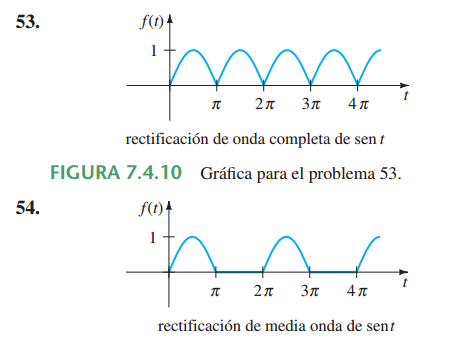 53.
f(t)
1
π 2π 3π 4π t
rectificación de onda completa de sen t
FIGURA 7.4.10 Gráfica para el problema 53.
54.
f(t)
1
π 2π 3π 4π t
rectificación de media onda de sen t